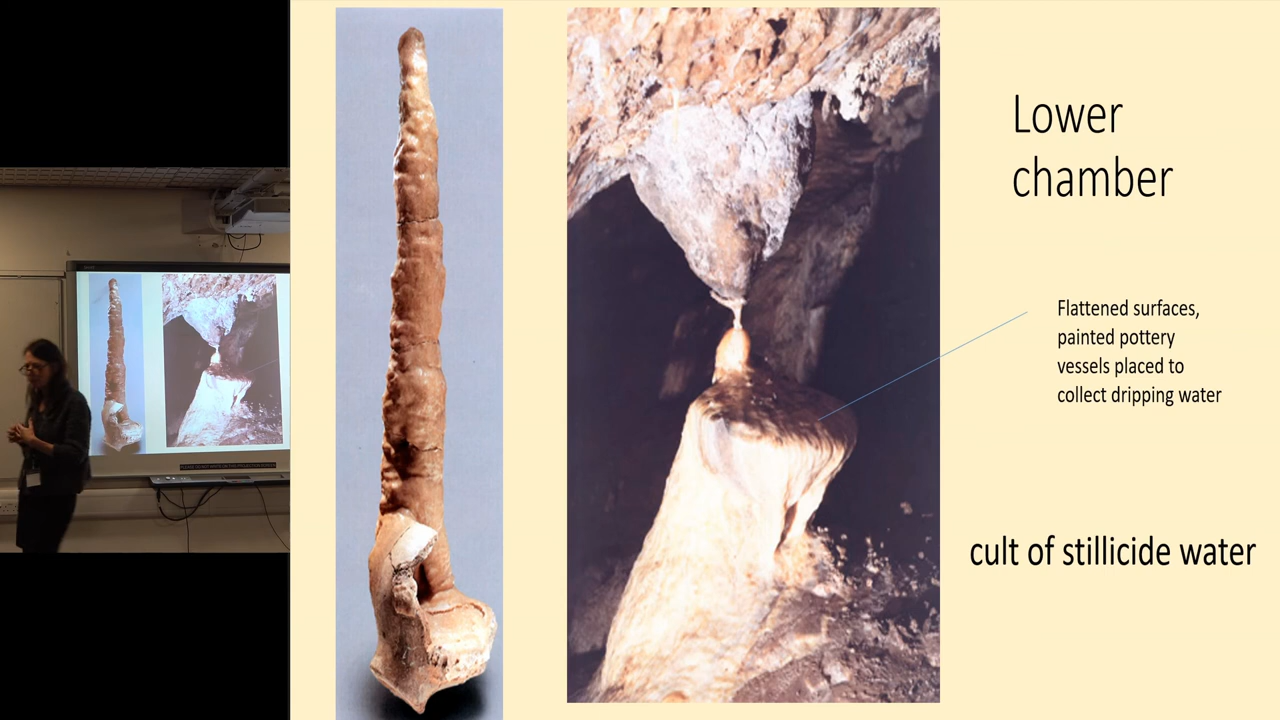 Lower
chamber
Flattened surfaces,
painted pottery
vessels placed to
collect dripping water
cult of stillicide water